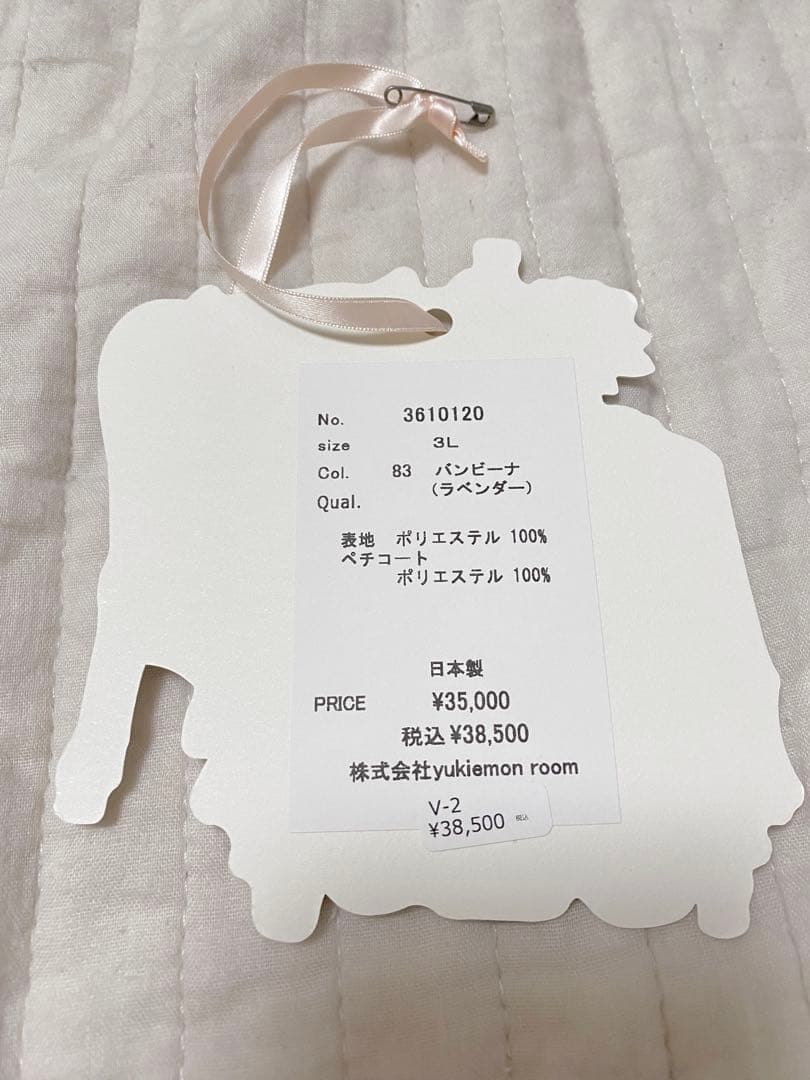 No. 3610120
size 3L
Col. 83 バンビーナ
(ラベンダー)
Qual.
表地 ポリエステル 100%
ペチコート
ポリエステル 100%
日本製
PRICE ¥35,000
税込¥38,500
株式会社yukiemon room
V-2
¥38,500 税込